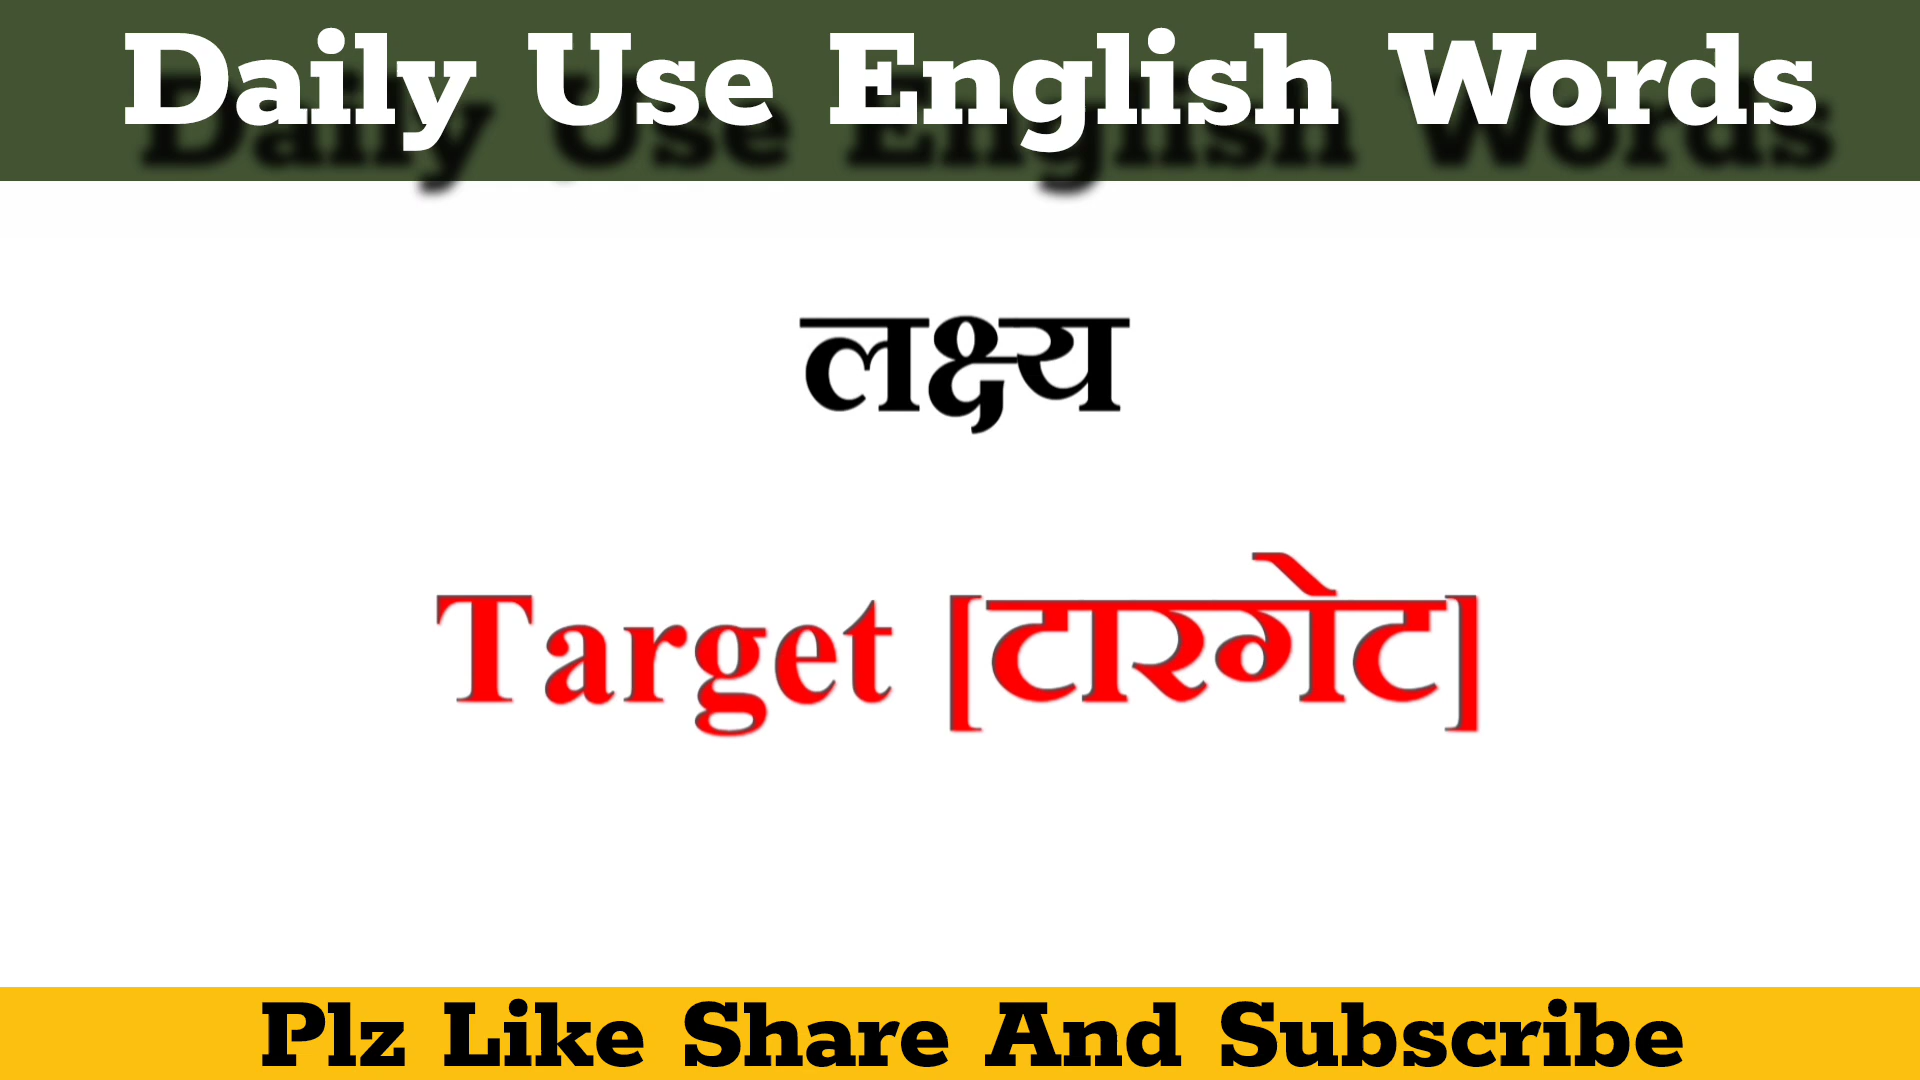 Daily Use English Words
लक्ष्य
Target [टारगेट]
Plz Like Share And Subscribe